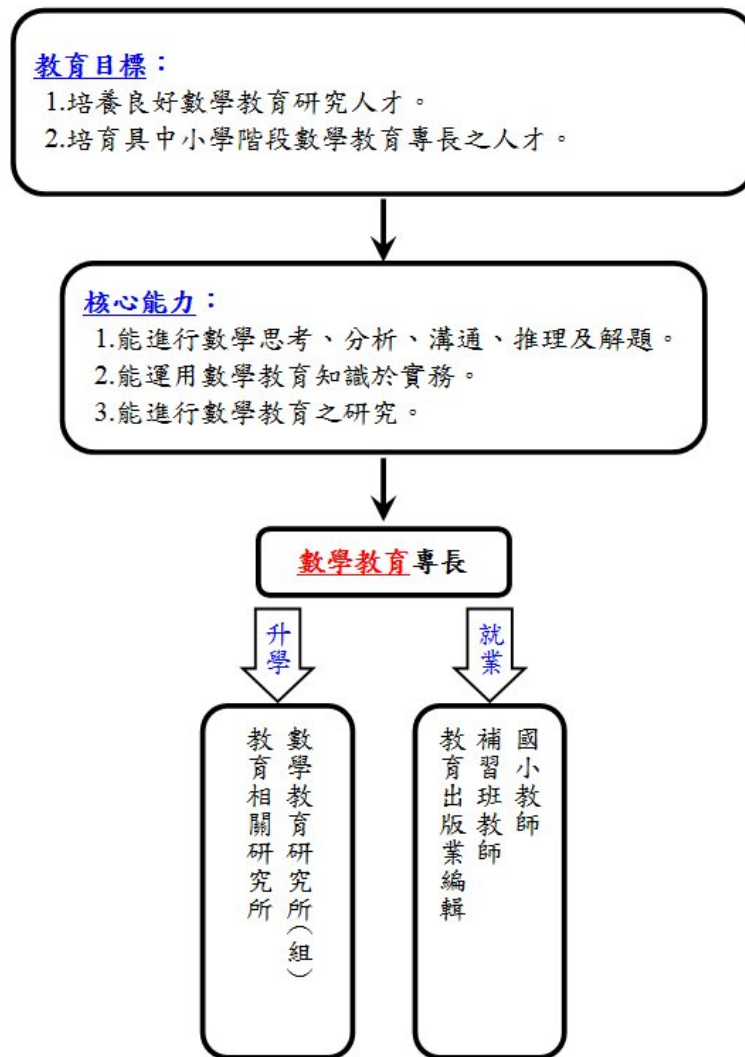 教育目標：
1.培養良好數學教育研究人才。
2.培育具中小學階段數學教育專長之人才。
核心能力：
1.能進行數學思考、分析、溝通、推理及解題。
2.能運用數學教育知識於實務。
3.能進行數學教育之研究。
數學教育專長
升學
就業
數學教育研究所(組)
教育相關研究所
國小教師
補習班教師
教育出版業編輯